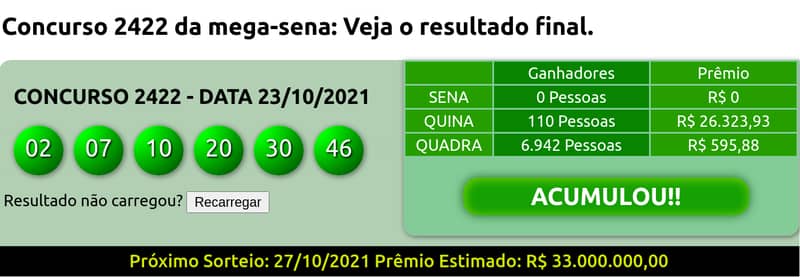 Concurso 2422 da mega-sena: Veja o resultado final.
CONCURSO 2422 - DATA 23/10/2021
02 07 10 20 30 46
Resultado não carregou? Recarregar
Ganhadores Prêmio
SENA 0 Pessoas R$ 0
QUINA 110 Pessoas R$ 26.323,93
QUADRA 6.942 Pessoas R$ 595,88
ACUMULOU!!
Próximo Sorteio: 27/10/2021 Prêmio Estimado: R$ 33.000.000,00